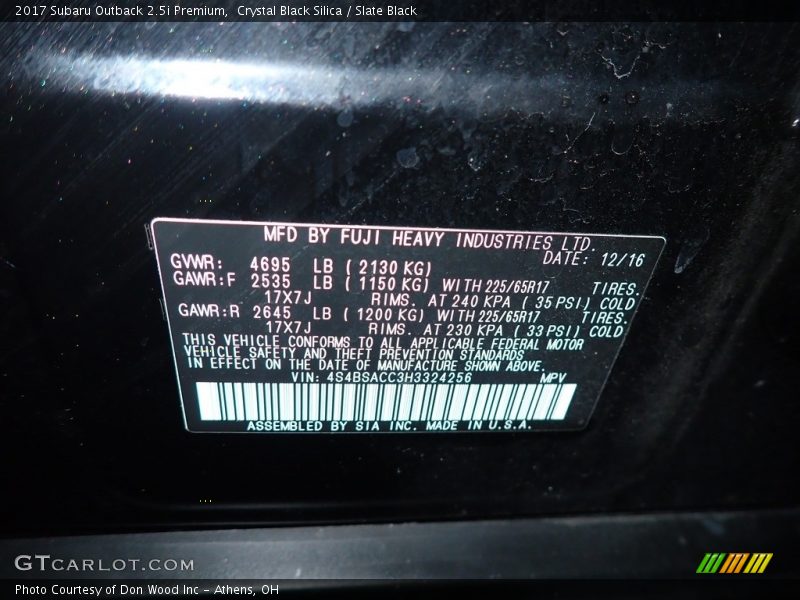 2017 Subaru Outback 2.5i Premium,  Crystal Black Silica / Slate Black
MFD BY FUJI HEAVY INDUSTRIES LTD.
DATE: 12/16
GVWR: 4695 LB (2130 KG)
GAWR:F 2535 LB (1150 KG) WITH 225/65R17 TIRES.
17X7J RIMS. AT 240 KPA (35 PSI) COLD
GAWR:R 2645 LB (1200 KG) WITH 225/65R17 TIRES.
17X7J RIMS. AT 230 KPA (33 PSI) COLD
THIS VEHICLE CONFORMS TO ALL APPLICABLE FEDERAL MOTOR
VEHICLE SAFETY AND THEFT PREVENTION STANDARDS
IN EFFECT ON THE DATE OF MANUFACTURE SHOWN ABOVE.
VIN: 4S4BSACC3H3324256 MPV
ASSEMBLED BY SIA INC. MADE IN U.S.A.
GTCARLOT.COM
Photo Courtesy of Don Wood Inc - Athens, OH